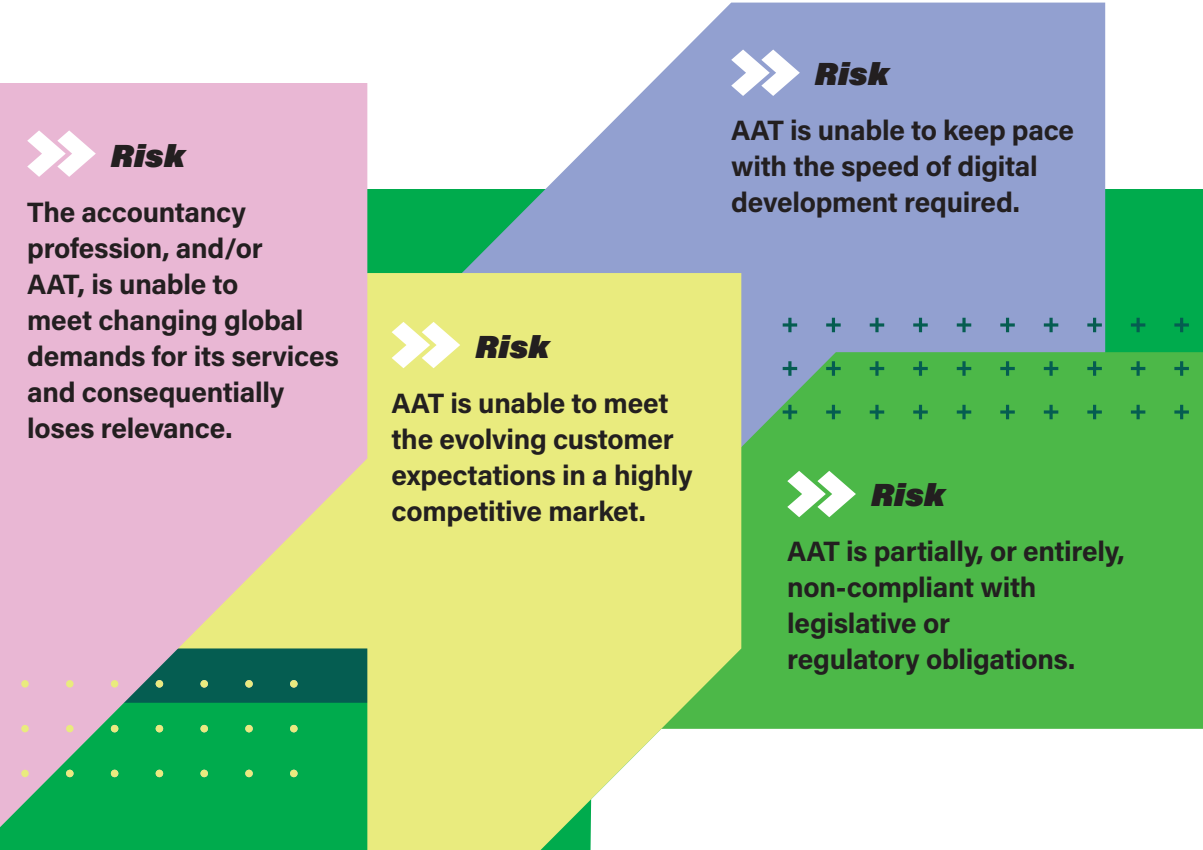 Risk
The accountancy
profession, and/or
AAT, is unable to
meet changing global
demands for its services
and consequentially
loses relevance.
Risk
AAT is unable to meet
the evolving customer
expectations in a highly
competitive market.
Risk
AAT is unable to keep pace
with the speed of digital
development required.
Risk
AAT is partially, or entirely,
non-compliant with
legislative or
regulatory obligations.